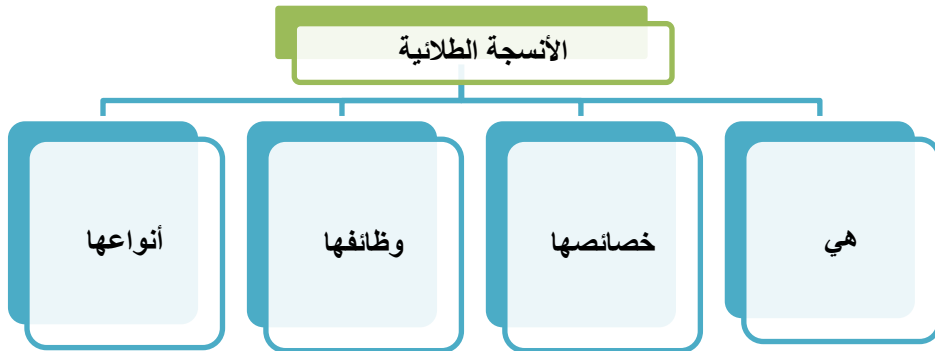 الأنسجة الطلائية
هي
خصائصها
وظائفها
أنواعها